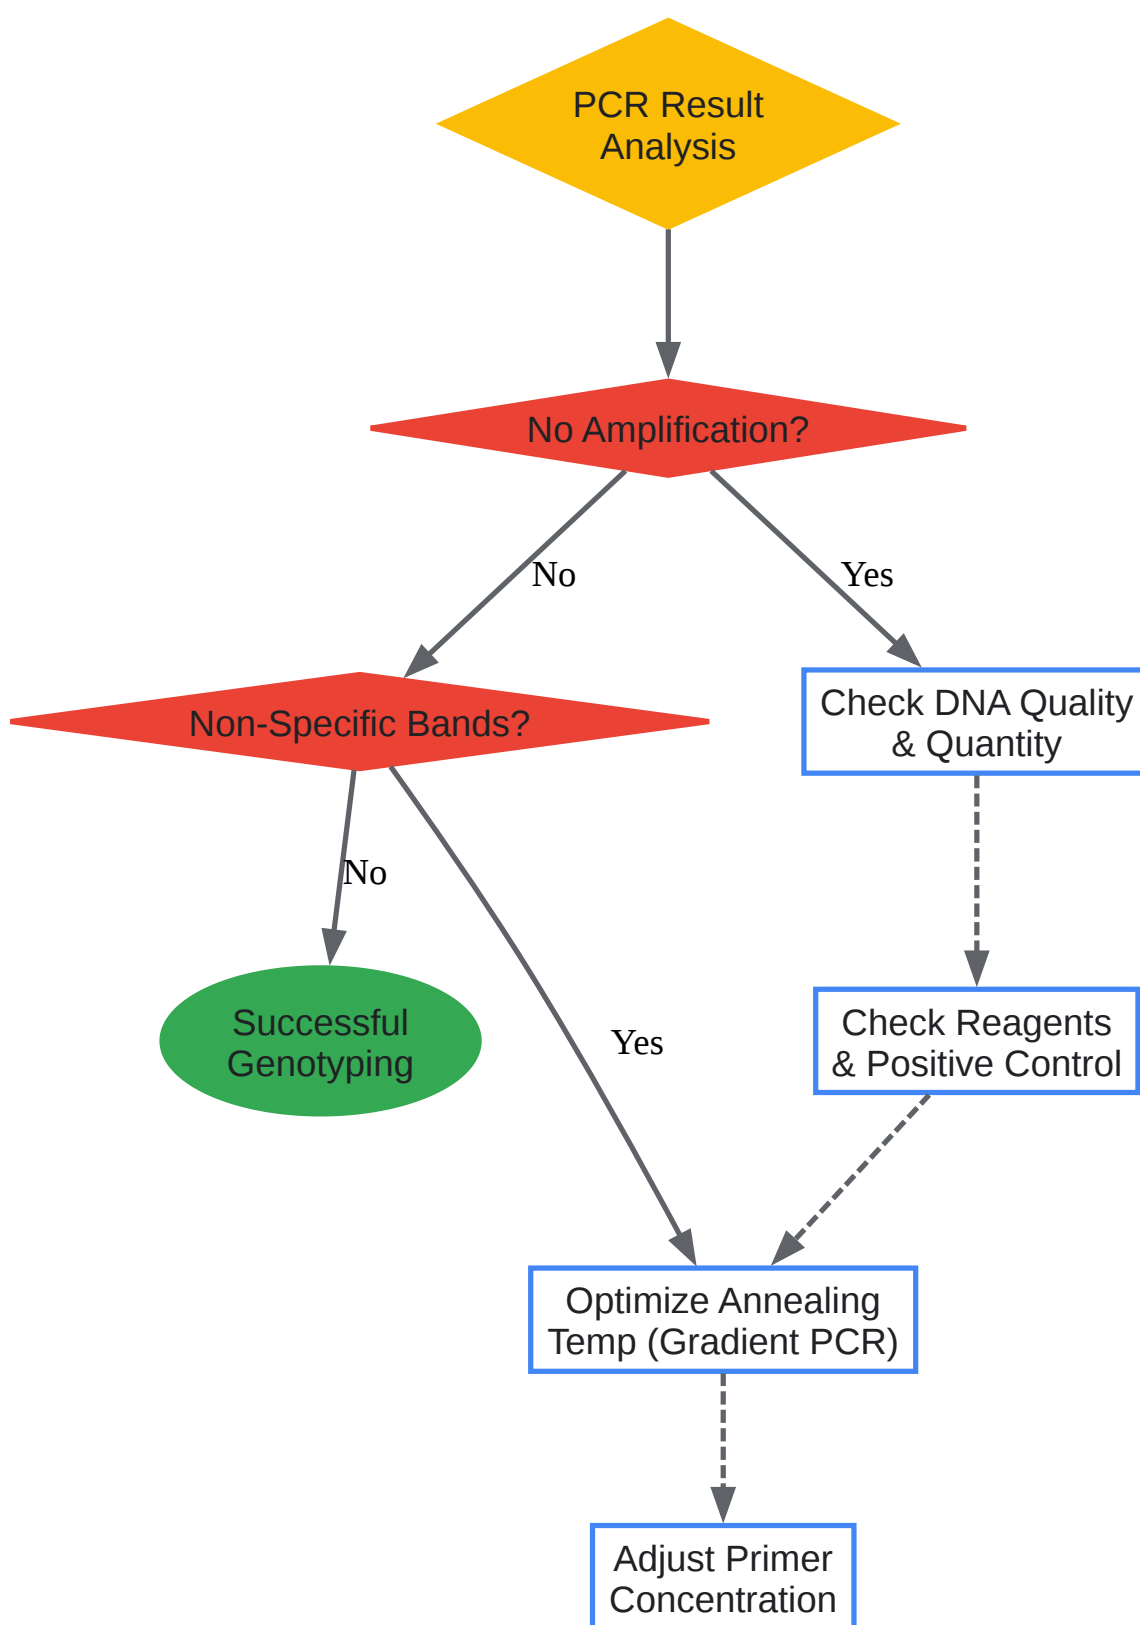 PCR Result
Analysis
No Amplification?
No
Yes
Non-Specific Bands?
Check DNA Quality
& Quantity
No
Successful
Genotyping
Yes
Check Reagents
& Positive Control
Optimize Annealing
Temp (Gradient PCR)
Adjust Primer
Concentration